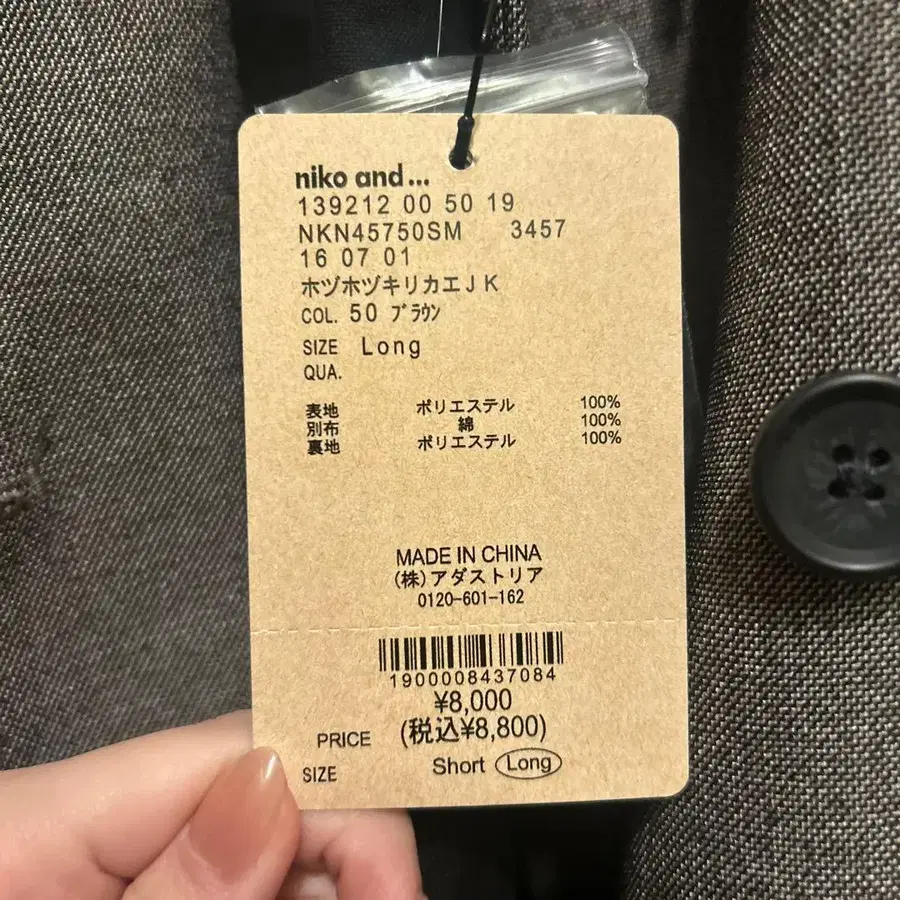 niko and...
139212 00 50 19
NKN45750SM 3457
16 07 01
ホヅホヅキリカエJK
COL. 50 ブラウン
SIZE Long
QUA.
表地 ポリエステル 100%
別布 綿 100%
裏地 ポリエステル 100%
MADE IN CHINA
(株)アダストリア
0120-601-162
1900008437084
¥8,000
PRICE (税込¥8,800)
SIZE Short Long